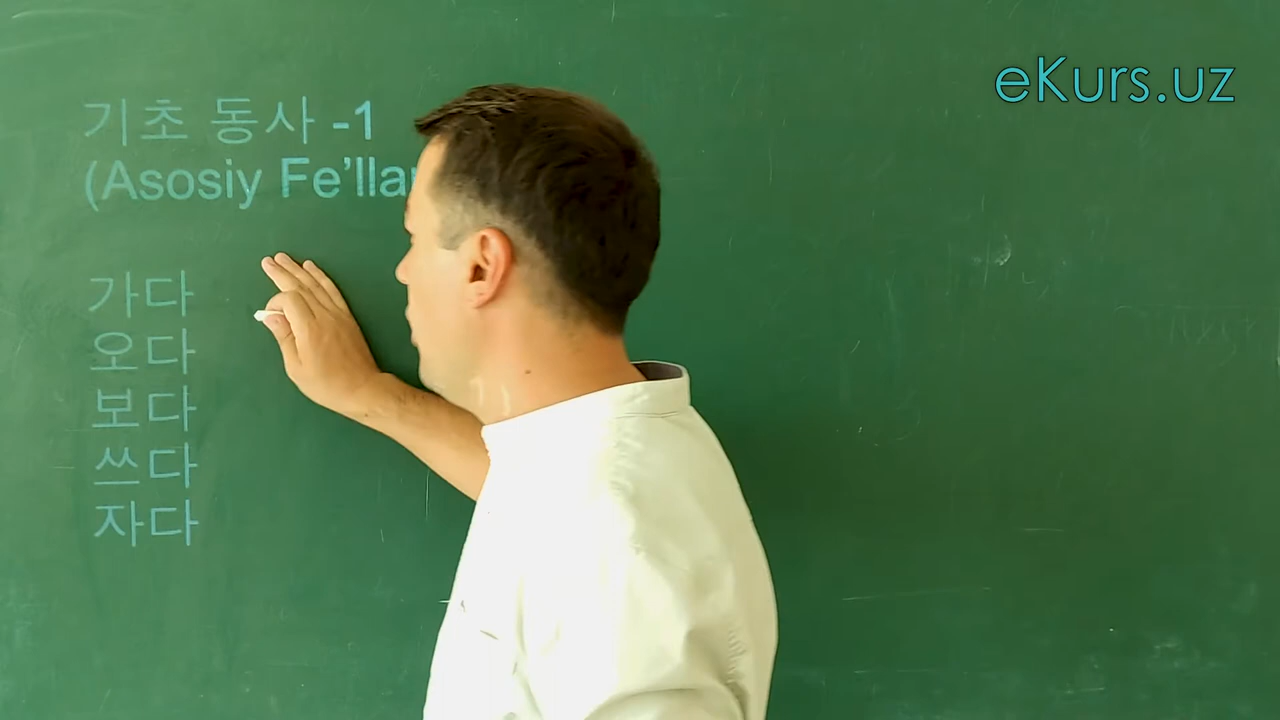 eKurs.uz
기초 동사 -1
(Asosiy Fe’llar
가다
오다
보다
쓰다
자다